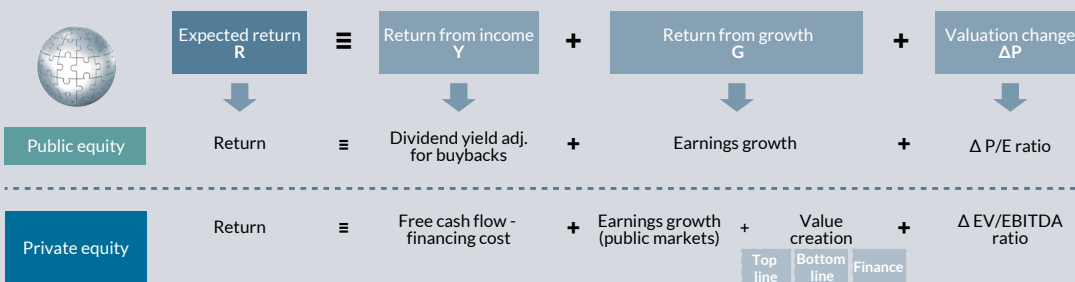 Expected return
R
≡
Return from income
Y
+
Return from growth
G
+
Valuation change
ΔP
Public equity
Return
≡
Dividend yield adj.
for buybacks
+
Earnings growth
+
Δ P/E ratio
Private equity
Return
≡
Free cash flow -
financing cost
+
Earnings growth
(public markets)
+
Value
creation
+
Δ EV/EBITDA
ratio
Top
line
Bottom
line
Finance